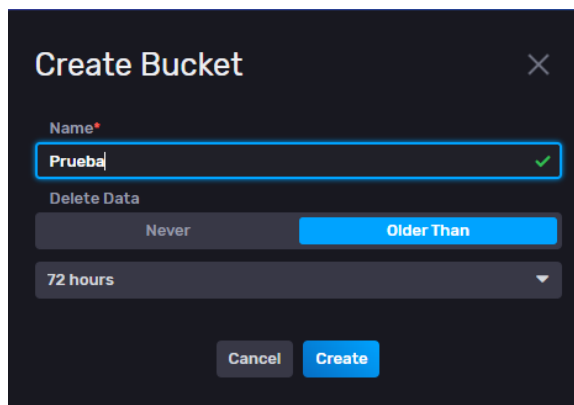 Create Bucket
Name*
Prueba
Delete Data
Never Older Than
72 hours
Cancel Create